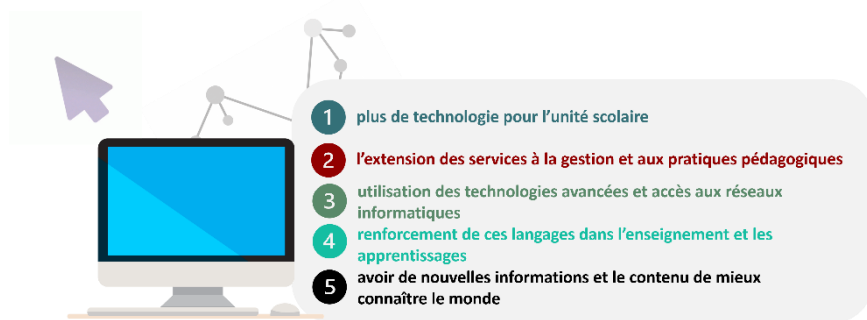 1 plus de technologie pour l’unité scolaire
2 l’extension des services à la gestion et aux pratiques pédagogiques
3 utilisation des technologies avancées et accès aux réseaux
informatiques
4 renforcement de ces langages dans l’enseignement et les
apprentissages
5 avoir de nouvelles informations et le contenu de mieux
connaître le monde